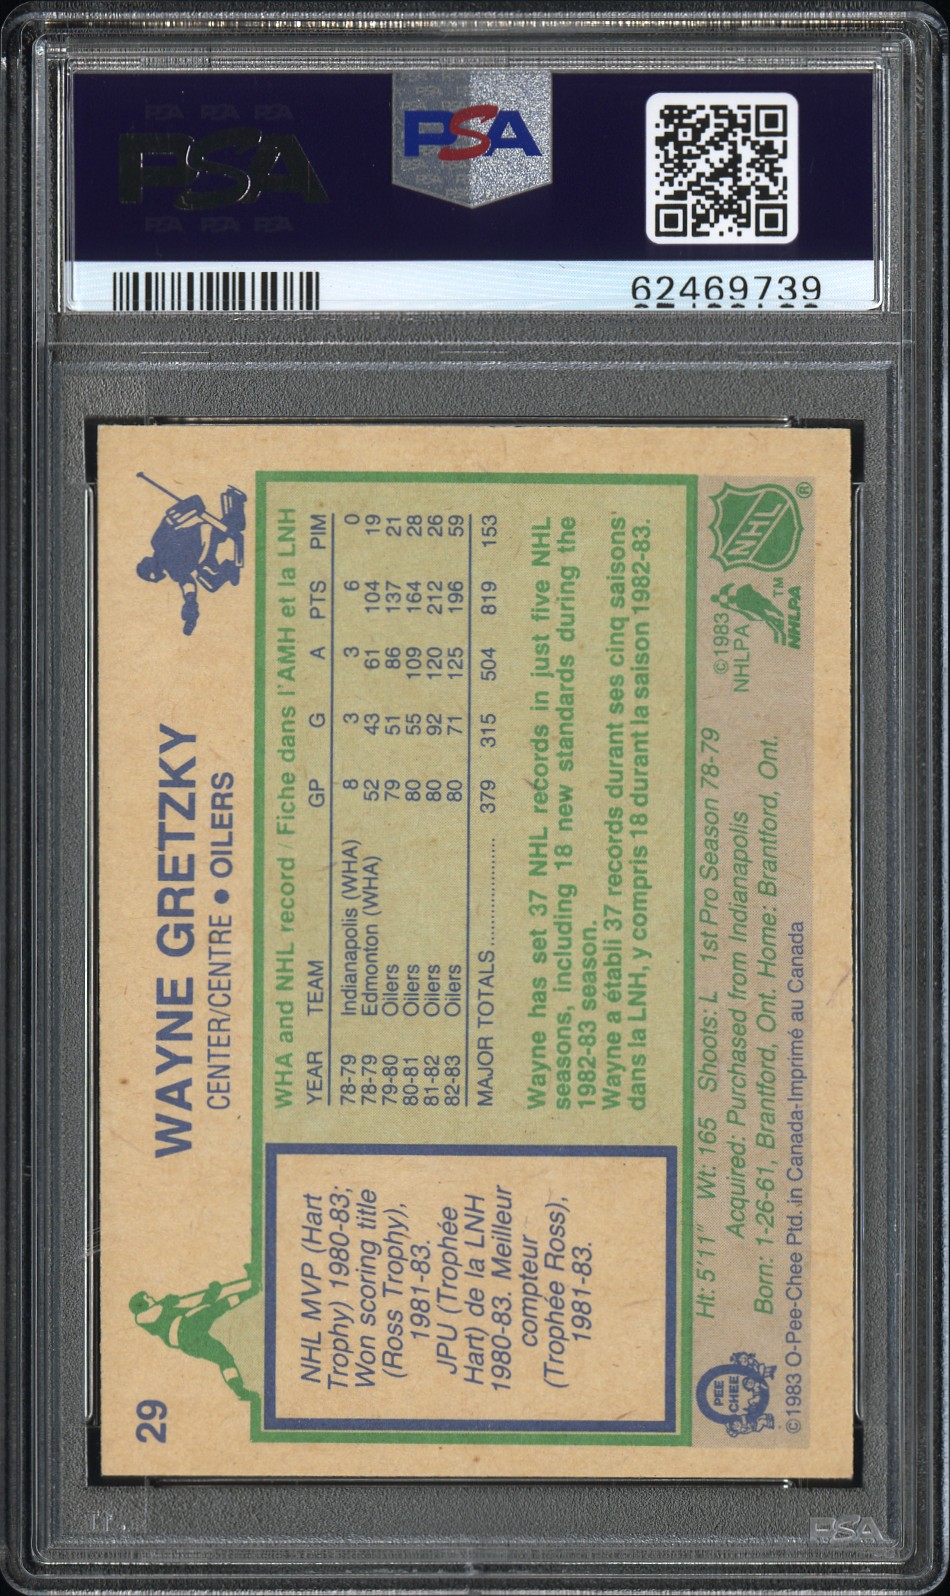 PSA
PSA
62469739
29
WAYNE GRETZKY
CENTER/CENTRE • OILERS
NHL MVP (Hart
Trophy) 1980-83;
Won scoring title
(Ross Trophy),
1981-83.
JPU (Trophée
Hart) de la LNH
1980-83. Meilleur
compteur
(Trophée Ross),
1981-83.
WHA and NHL record / Fiche dans l'AMH et la LNH
YEAR TEAM GP G A PTS PIM
78-79 Indianapolis (WHA) 8 3 3 6 0
78-79 Edmonton (WHA) 52 43 61 104 19
79-80 Oilers 79 51 86 137 21
80-81 Oilers 80 55 109 164 28
81-82 Oilers 80 92 120 212 26
82-83 Oilers 80 71 125 196 59
MAJOR TOTALS.................. 379 315 504 819 153
Wayne has set 37 NHL records in just five NHL
seasons, including 18 new standards during the
1982-83 season.
Wayne a établi 37 records durant ses cinq saisons'
dans la LNH, y compris 18 durant la saison 1982-83.
Ht: 5'11" Wt: 165 Shoots: L 1st Pro Season 78-79
Acquired: Purchased from Indianapolis
Born: 1-26-61, Brantford, Ont. Home: Brantford, Ont.
©1983 O-Pee-Chee Ptd. in Canada-Imprimé au Canada
O
PEE
CHEE
©1983
NHLPA
NHLPA
TM
NHL
®
PSA